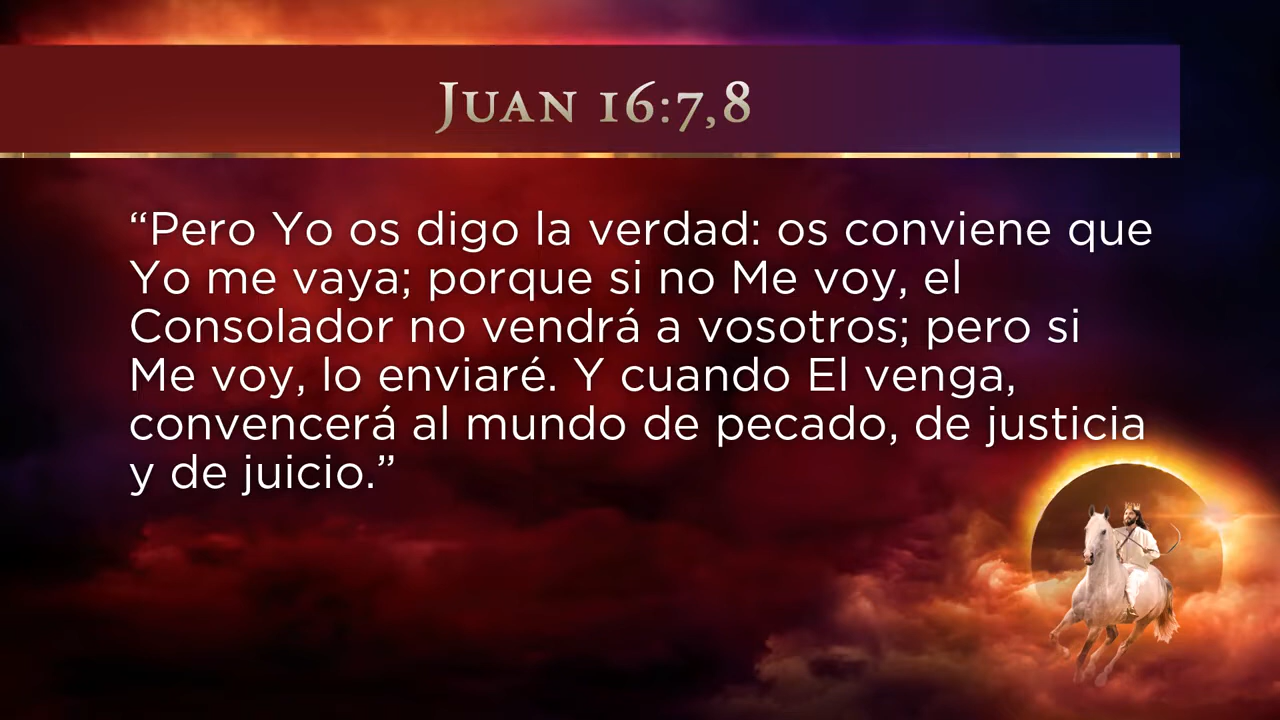 Juan 16:7,8
“Pero Yo os digo la verdad: os conviene que
Yo me vaya; porque si no Me voy, el
Consolador no vendrá a vosotros; pero si
Me voy, lo enviaré. Y cuando El venga,
convencerá al mundo de pecado, de justicia
y de juicio.”